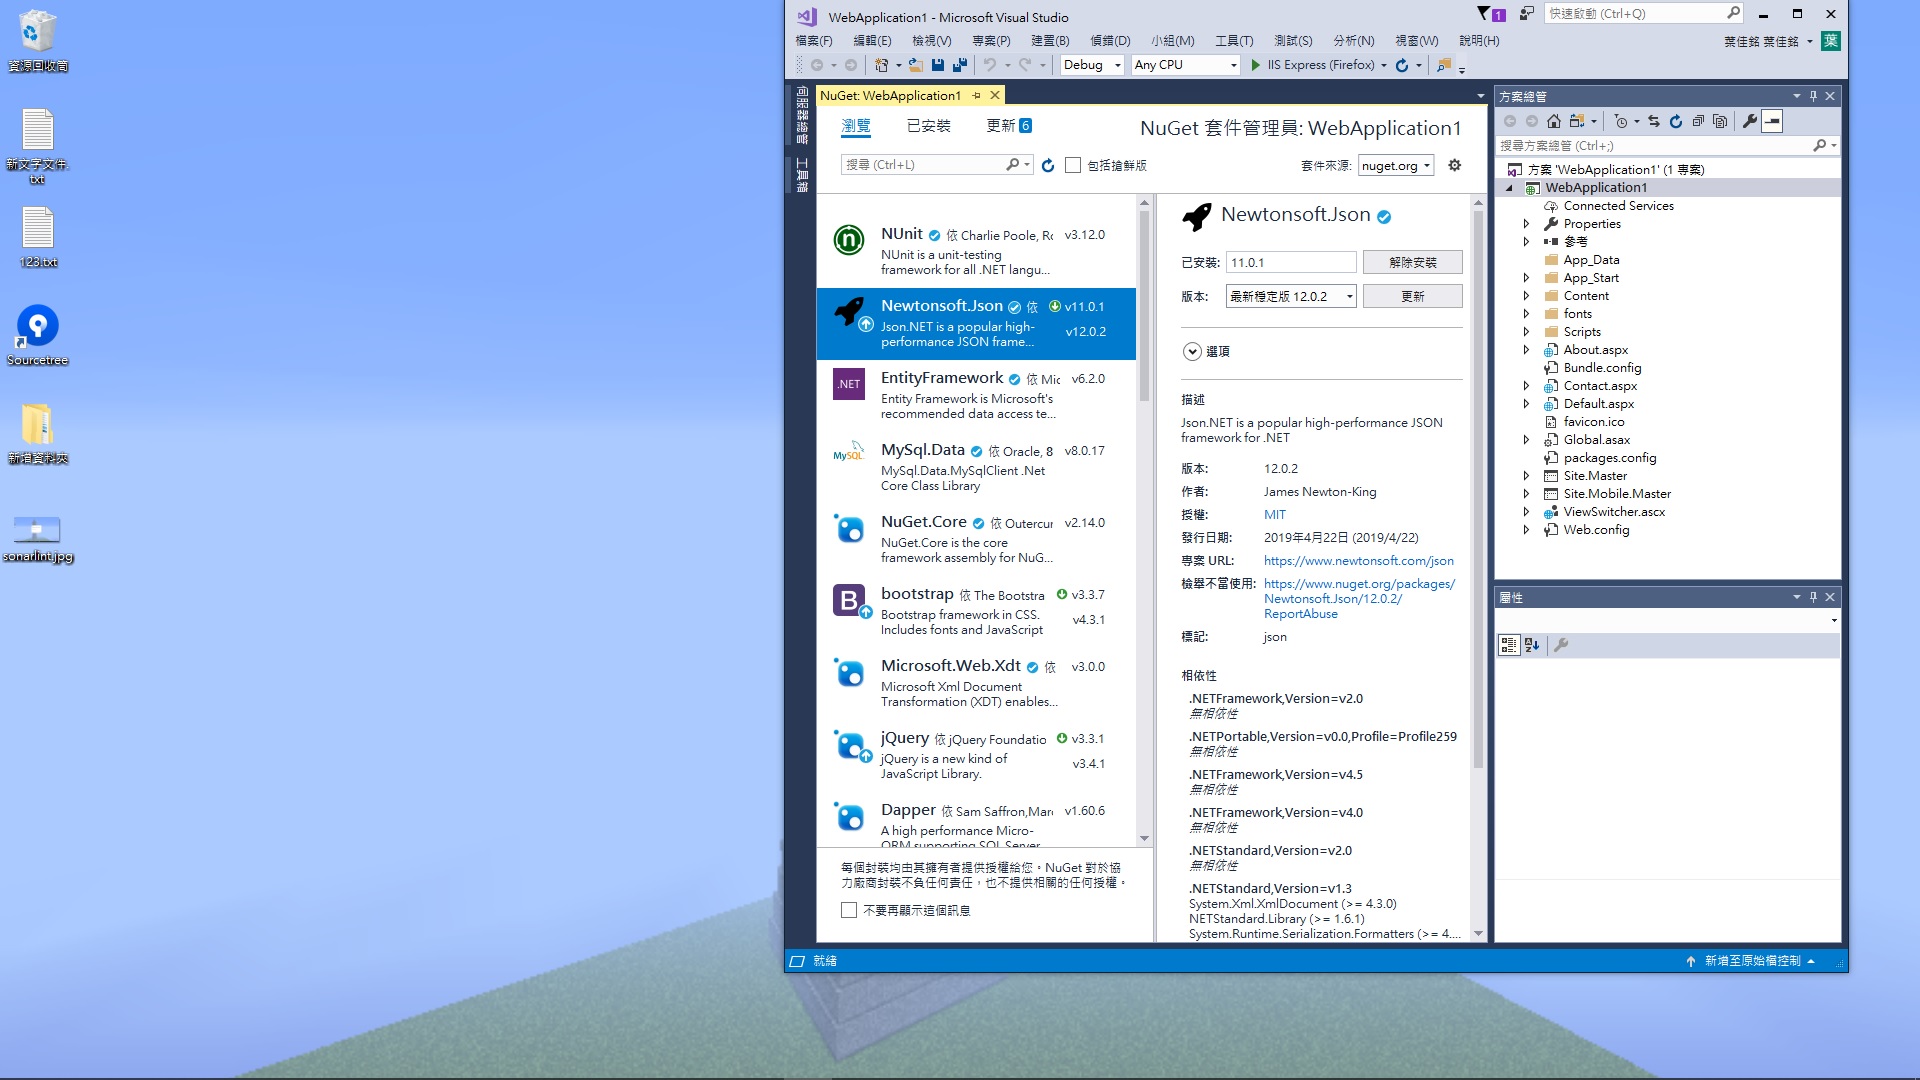 資源回收筒
新文字文件.txt
123.txt
Sourcetree
新增資料夾
sonarlint.jpg
WebApplication1 - Microsoft Visual Studio
1
快速啟動 (Ctrl+Q)
檔案(F) 編輯(E) 檢視(V) 專案(P) 建置(B) 偵錯(D) 小組(M) 工具(T) 測試(S) 分析(N) 視窗(W) 說明(H)
葉佳銘 葉佳銘 葉
Debug Any CPU IIS Express (Firefox)
伺服器總管
工具箱
NuGet: WebApplication1
瀏覽 已安裝 更新 6
NuGet 套件管理員: WebApplication1
搜尋 (Ctrl+L)
包括搶鮮版
套件來源: nuget.org
NUnit 依 Charlie Poole, Ro v3.12.0
NUnit is a unit-testing
framework for all .NET langu...
Newtonsoft.Json 依 v11.0.1
Json.NET is a popular high-
performance JSON frame...
v12.0.2
.NET
EntityFramework 依 Mic v6.2.0
Entity Framework is Microsoft's
recommended data access te...
MySQL
MySql.Data 依 Oracle, 8 v8.0.17
MySql.Data.MySqlClient .Net
Core Class Library
NuGet.Core 依 Outercur v2.14.0
NuGet.Core is the core
framework assembly for NuG...
B
bootstrap 依 The Bootstra v3.3.7
Bootstrap framework in CSS.
Includes fonts and JavaScript
v4.3.1
Microsoft.Web.Xdt 依 v3.0.0
Microsoft Xml Document
Transformation (XDT) enables...
jQuery 依 jQuery Foundatio v3.3.1
jQuery is a new kind of
JavaScript Library.
v3.4.1
Dapper 依 Sam Saffron,Marc v1.60.6
A high performance Micro-
ORM supporting SQL Server
每個封裝均由其擁有者提供授權給您。NuGet 對於協
力廠商封裝不負任何責任，也不提供相關的任何授權。
不要再顯示這個訊息
Newtonsoft.Json
已安裝: 11.0.1 解除安裝
版本: 最新穩定版 12.0.2 更新
選項
描述
Json.NET is a popular high-performance JSON
framework for .NET
版本: 12.0.2
作者: James Newton-King
授權: MIT
發行日期: 2019年4月22日 (2019/4/22)
專案 URL: https://www.newtonsoft.com/json
檢舉不當使用: https://www.nuget.org/packages/
Newtonsoft.Json/12.0.2/
ReportAbuse
標記: json
相依性
.NETFramework,Version=v2.0
無相依性
.NETPortable,Version=v0.0,Profile=Profile259
無相依性
.NETFramework,Version=v4.5
無相依性
.NETFramework,Version=v4.0
無相依性
.NETStandard,Version=v2.0
無相依性
.NETStandard,Version=v1.3
System.Xml.XmlDocument (>= 4.3.0)
NETStandard.Library (>= 1.6.1)
System.Runtime.Serialization.Formatters (>= 4....
方案總管
搜尋方案總管 (Ctrl+;)
方案 'WebApplication1' (1 專案)
WebApplication1
Connected Services
Properties
參考
App_Data
App_Start
Content
fonts
Scripts
About.aspx
Bundle.config
Contact.aspx
Default.aspx
favicon.ico
Global.asax
packages.config
Site.Master
Site.Mobile.Master
ViewSwitcher.ascx
Web.config
屬性
就緒
新增至原始檔控制